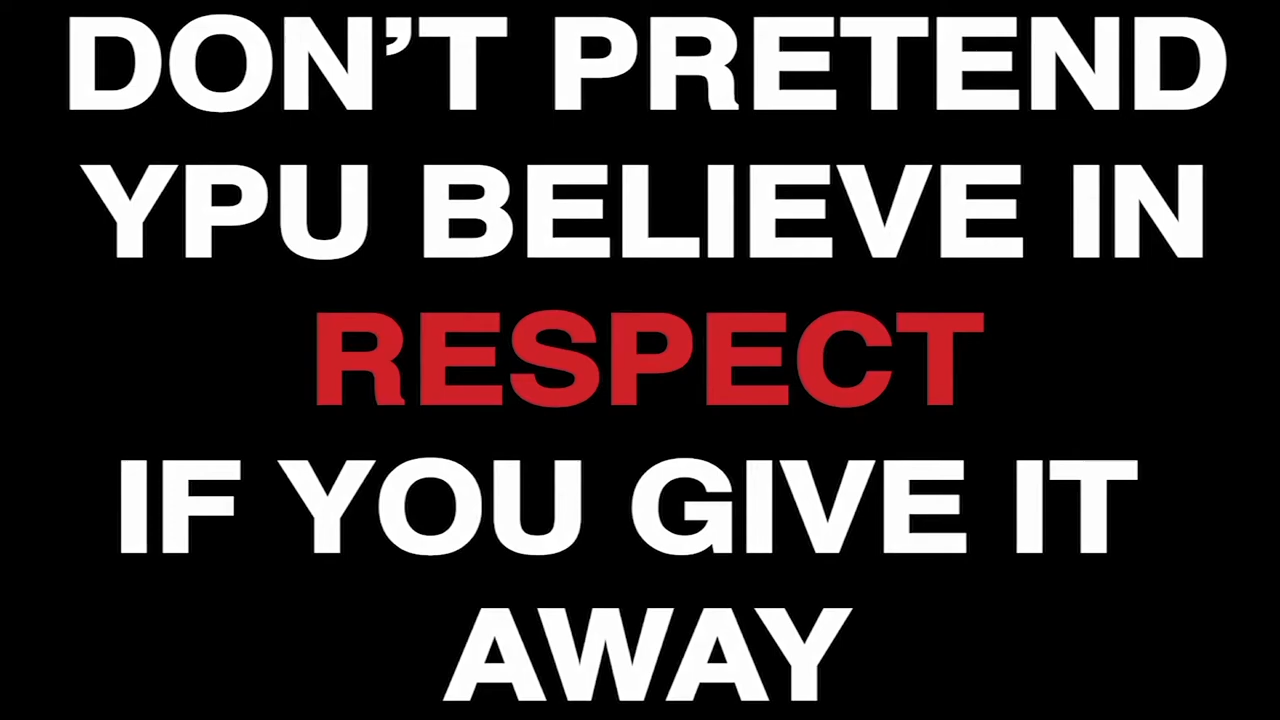 DON’T PRETEND
YPU BELIEVE IN
RESPECT
IF YOU GIVE IT
AWAY